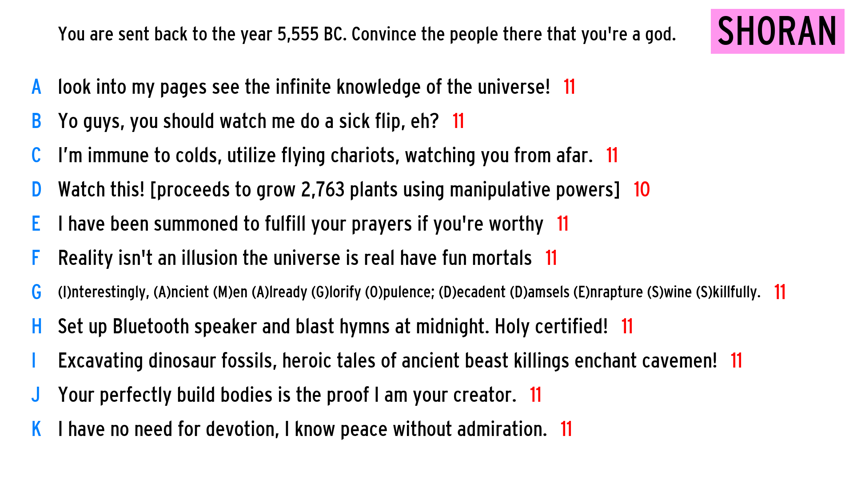 You are sent back to the year 5,555 BC. Convince the people there that you're a god.
SHORAN
A look into my pages see the infinite knowledge of the universe! 11
B Yo guys, you should watch me do a sick flip, eh? 11
C I'm immune to colds, utilize flying chariots, watching you from afar. 11
D Watch this! [proceeds to grow 2,763 plants using manipulative powers] 10
E I have been summoned to fulfill your prayers if you're worthy 11
F Reality isn't an illusion the universe is real have fun mortals 11
G (I)nterestingly, (A)ncient (M)en (A)lready (G)lorify (O)pulence; (D)ecadent (D)amsels (E)nrapture (S)wine (S)killfully. 11
H Set up Bluetooth speaker and blast hymns at midnight. Holy certified! 11
I Excavating dinosaur fossils, heroic tales of ancient beast killings enchant cavemen! 11
J Your perfectly build bodies is the proof I am your creator. 11
K I have no need for devotion, I know peace without admiration. 11